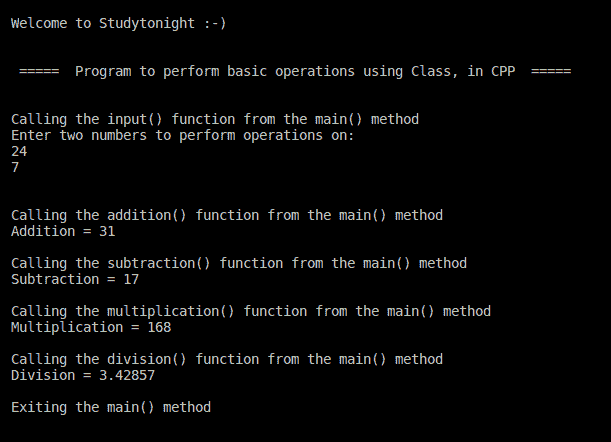 Welcome to Studytonight :-)
===== Program to perform basic operations using Class, in CPP =====
Calling the input() function from the main() method
Enter two numbers to perform operations on:
24
7
Calling the addition() function from the main() method
Addition = 31
Calling the subtraction() function from the main() method
Subtraction = 17
Calling the multiplication() function from the main() method
Multiplication = 168
Calling the division() function from the main() method
Division = 3.42857
Exiting the main() method